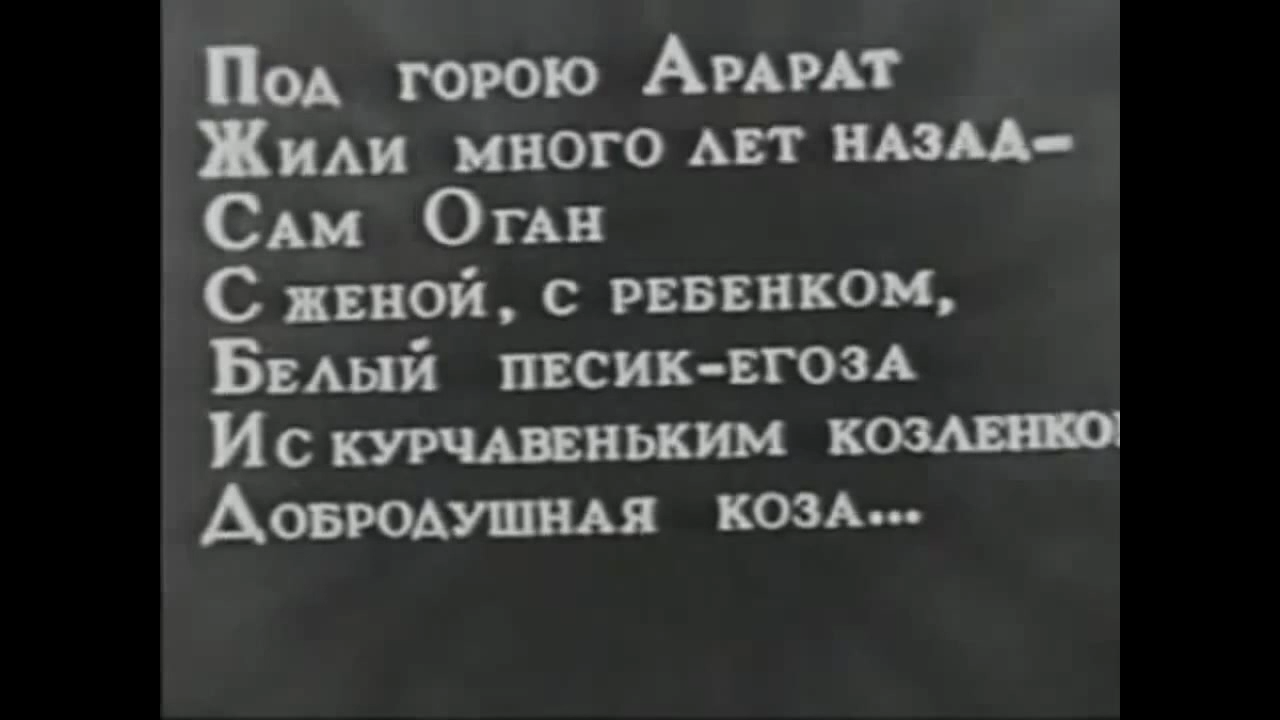 Под горою Арарат
Жили много лет назад-
Сам Оган
С женой, с ребенком,
Белый песик-егоза
И с курчавеньким
Добродушная коза...